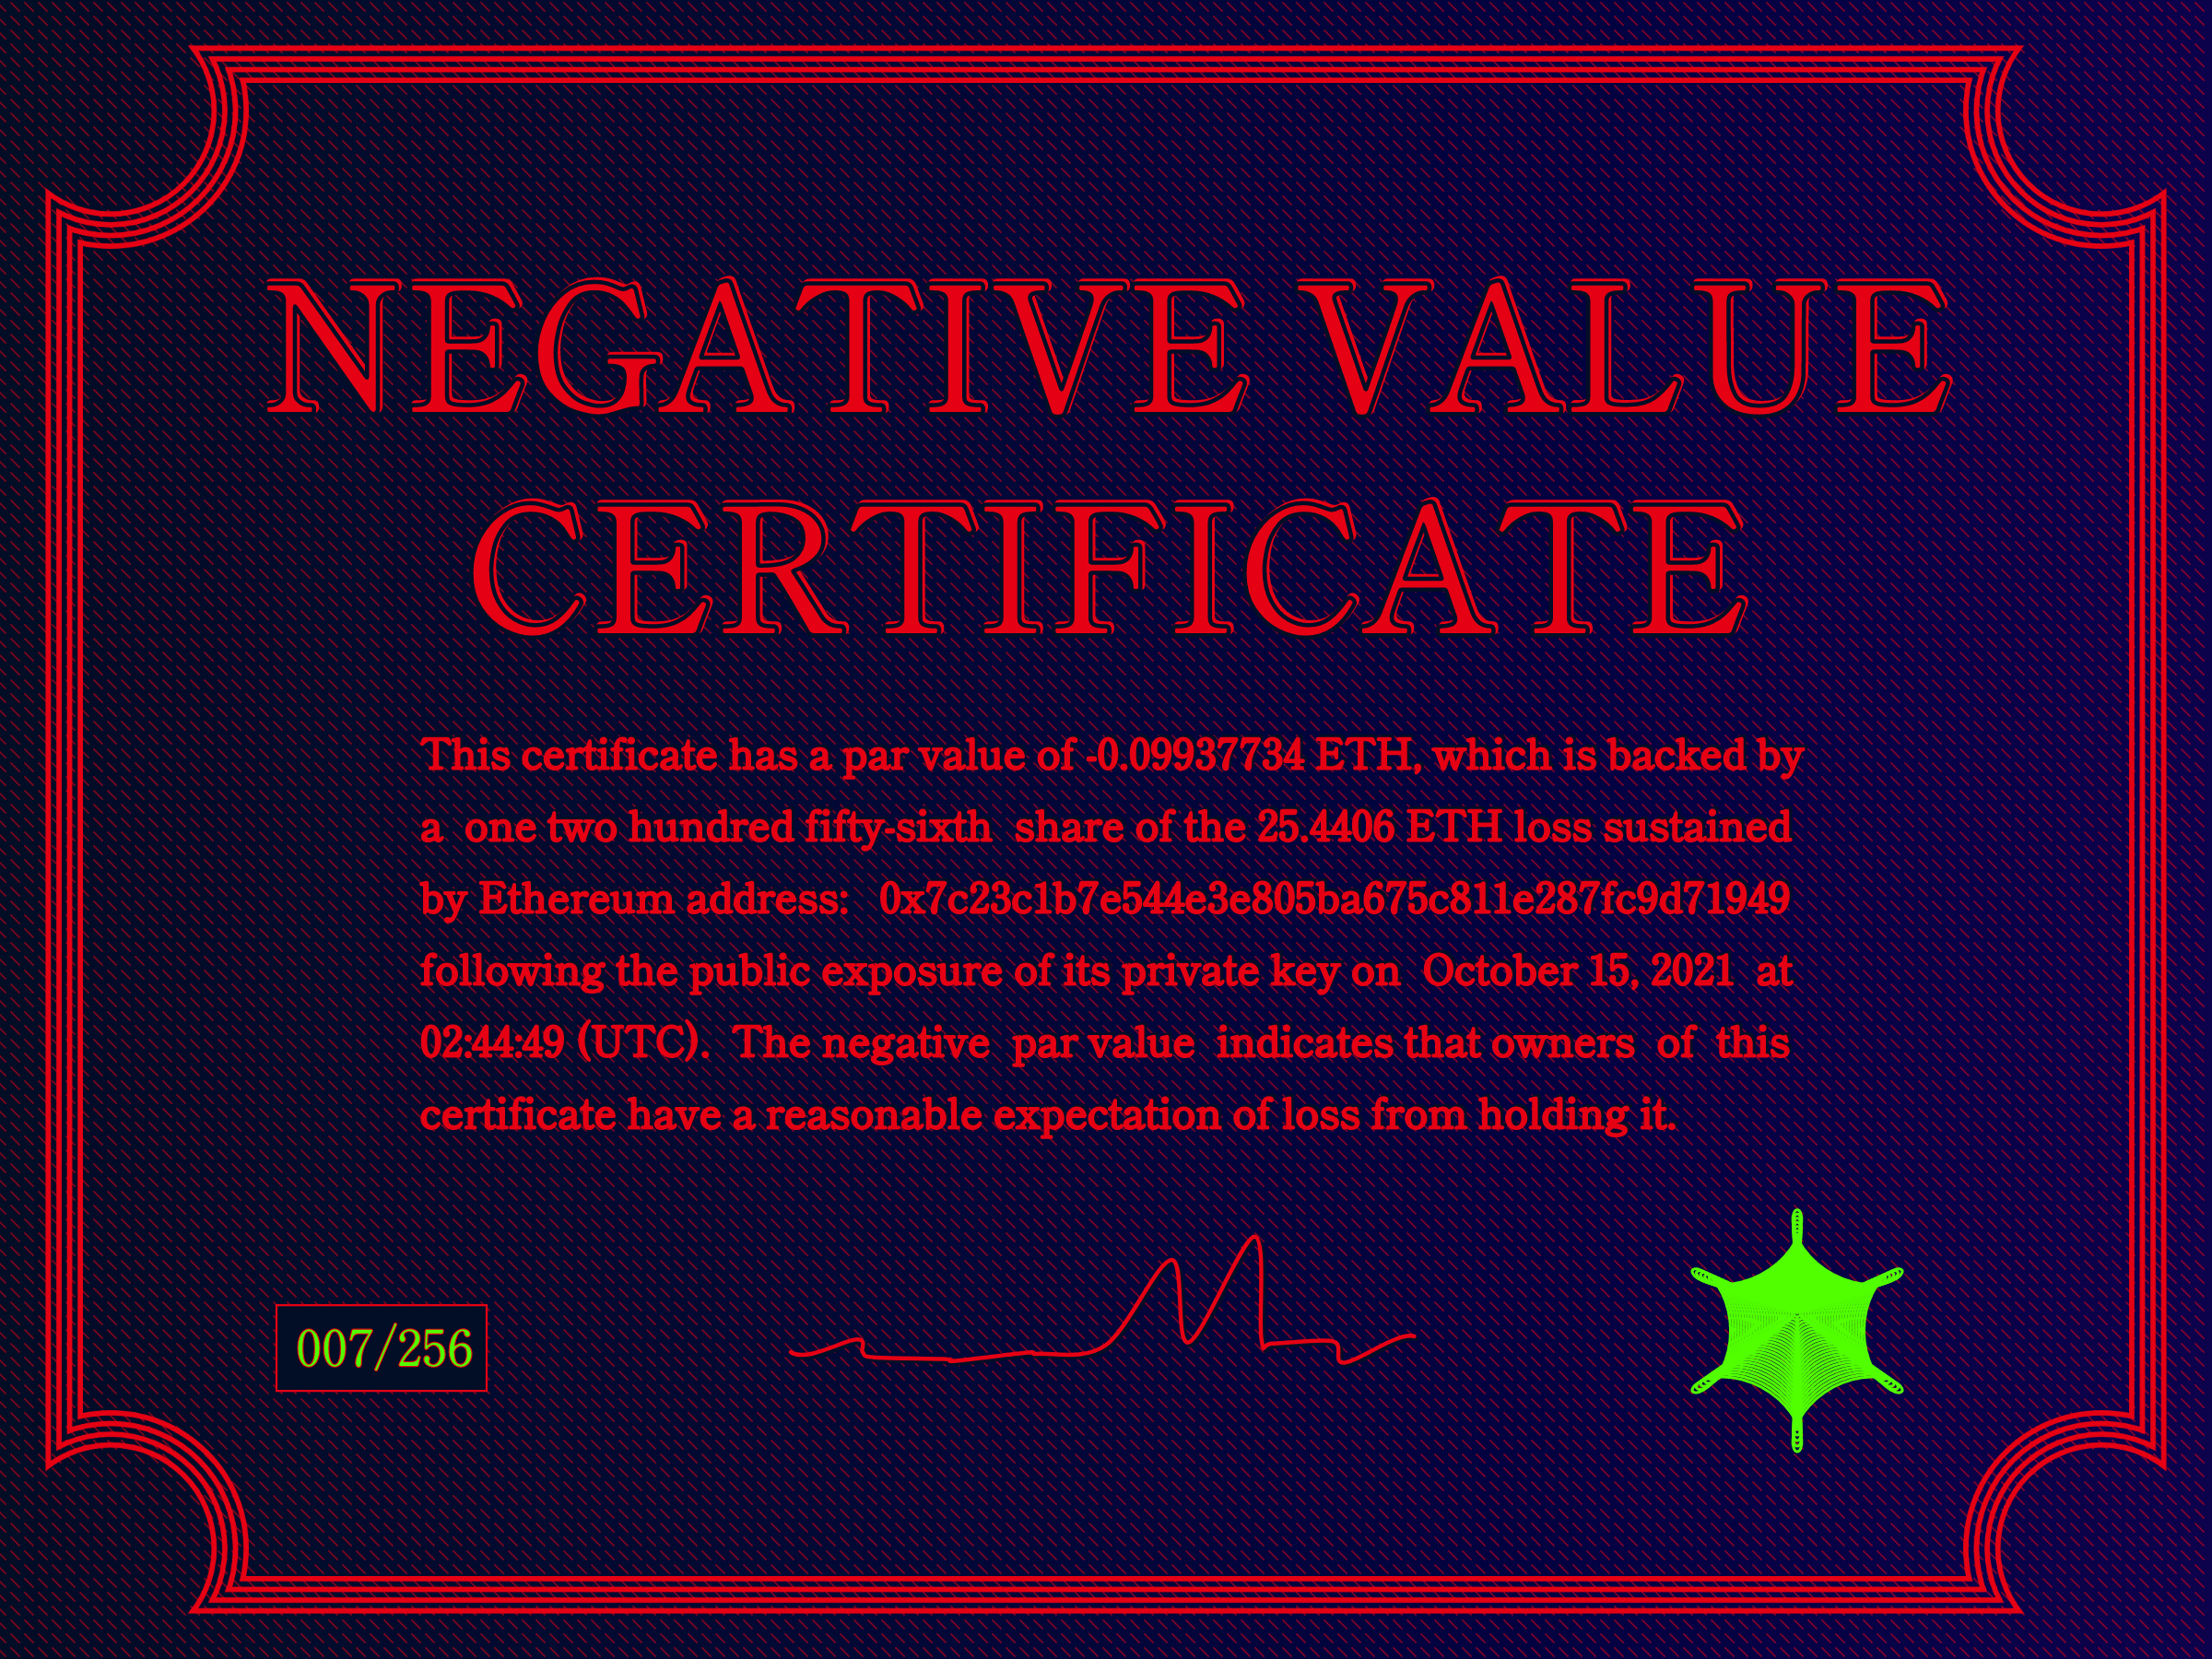 NEGATIVE VALUE
CERTIFICATE
This certificate has a par value of -0.09937734 ETH, which is backed by
a one two hundred fifty-sixth share of the 25.4406 ETH loss sustained
by Ethereum address: 0x7c23c1b7e544e3e805ba675c811e287fc9d71949
following the public exposure of its private key on October 15, 2021 at
02:44:49 (UTC). The negative par value indicates that owners of this
certificate have a reasonable expectation of loss from holding it.
007/256